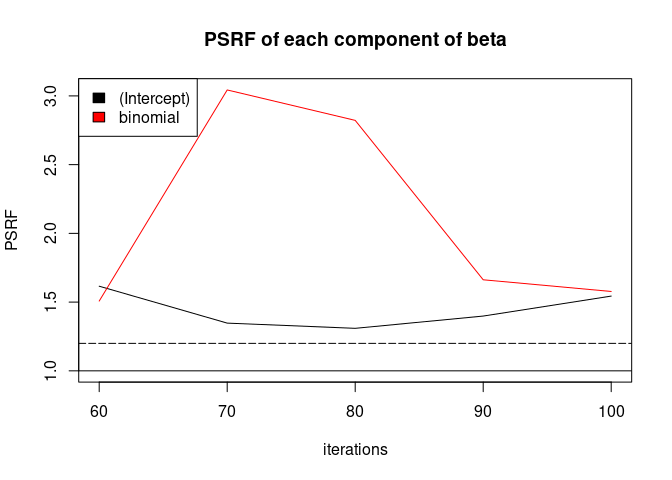 PSRF of each component of beta
(Intercept)
binomial
3.0
2.5
2.0
1.5
1.0
PSRF
60 70 80 90 100
iterations